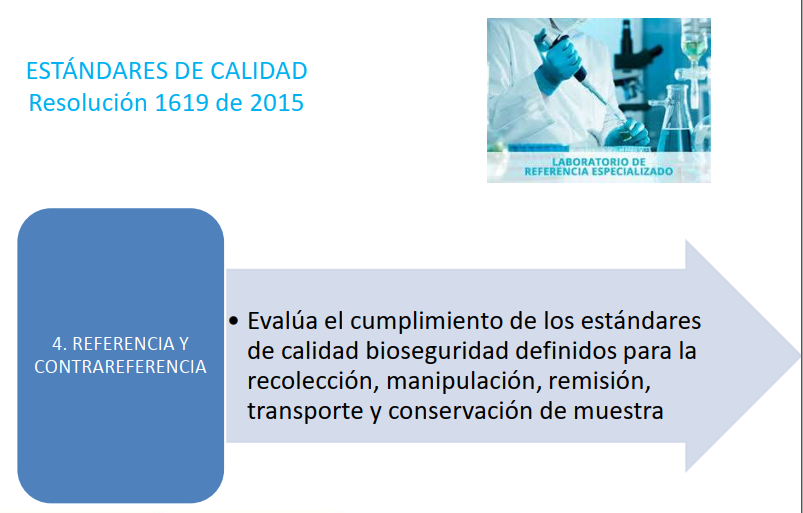 ESTÁNDARES DE CALIDAD
Resolución 1619 de 2015
LABORATORIO DE
REFERENCIA ESPECIALIZADO
4. REFERENCIA Y
CONTRAREFERENCIA
• Evalúa el cumplimiento de los estándares
de calidad bioseguridad definidos para la
recolección, manipulación, remisión,
transporte y conservación de muestra